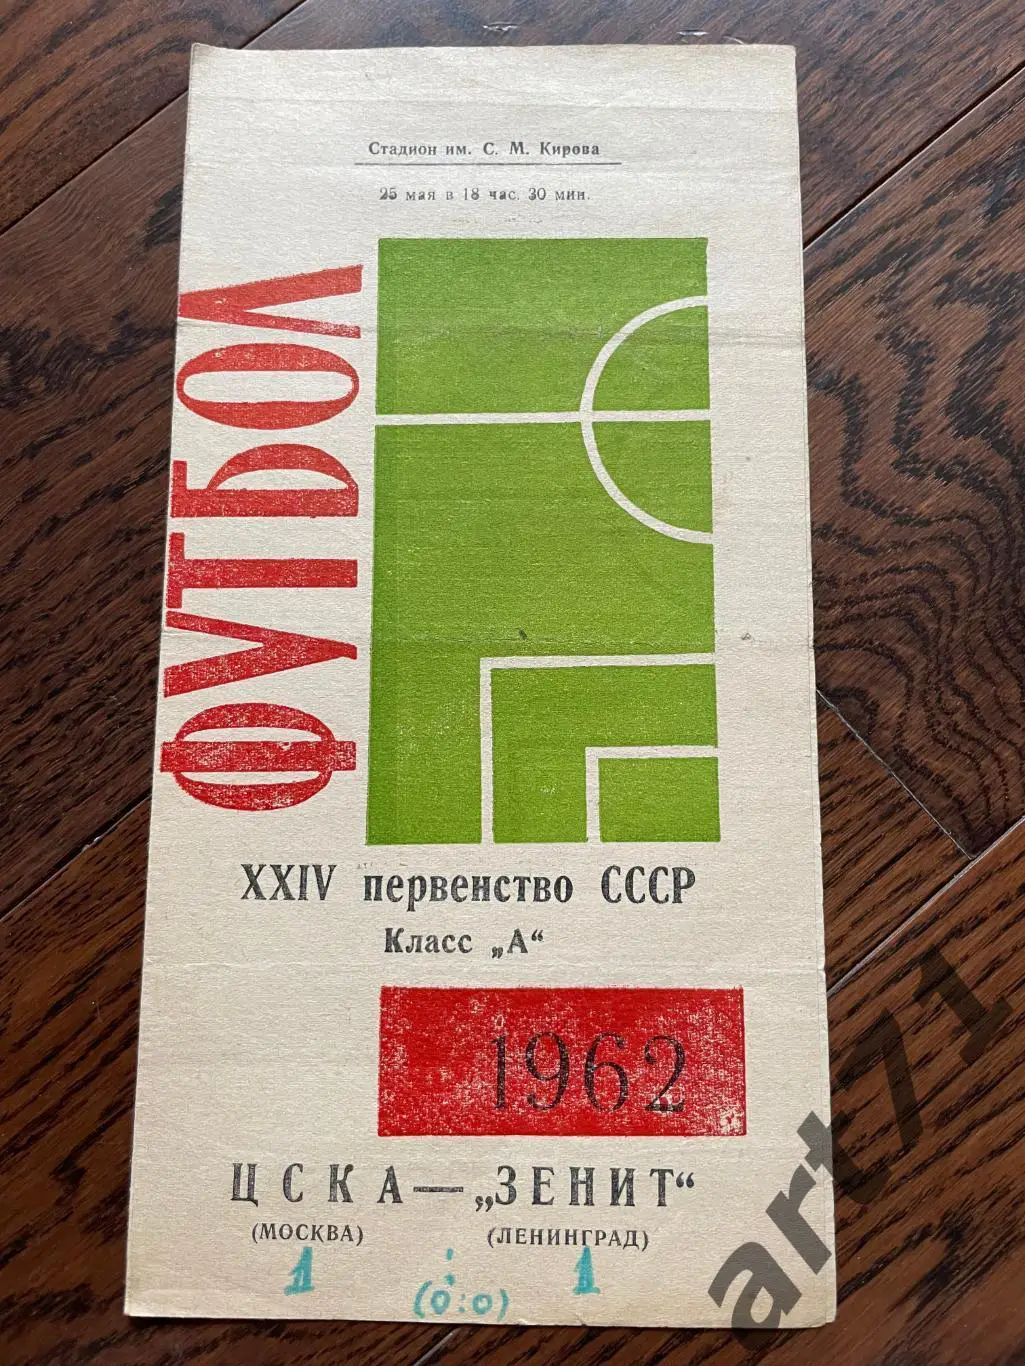 Стадион им. С. М. Кирова
25 мая в 18 час. 30 мин.
ФУТБОЛ
XXIV первенство СССР
Класс „А“
1962
ЦСКА — „ЗЕНИТ“
(МОСКВА) (ЛЕНИНГРАД)
1 : 1
(0:0)
art71